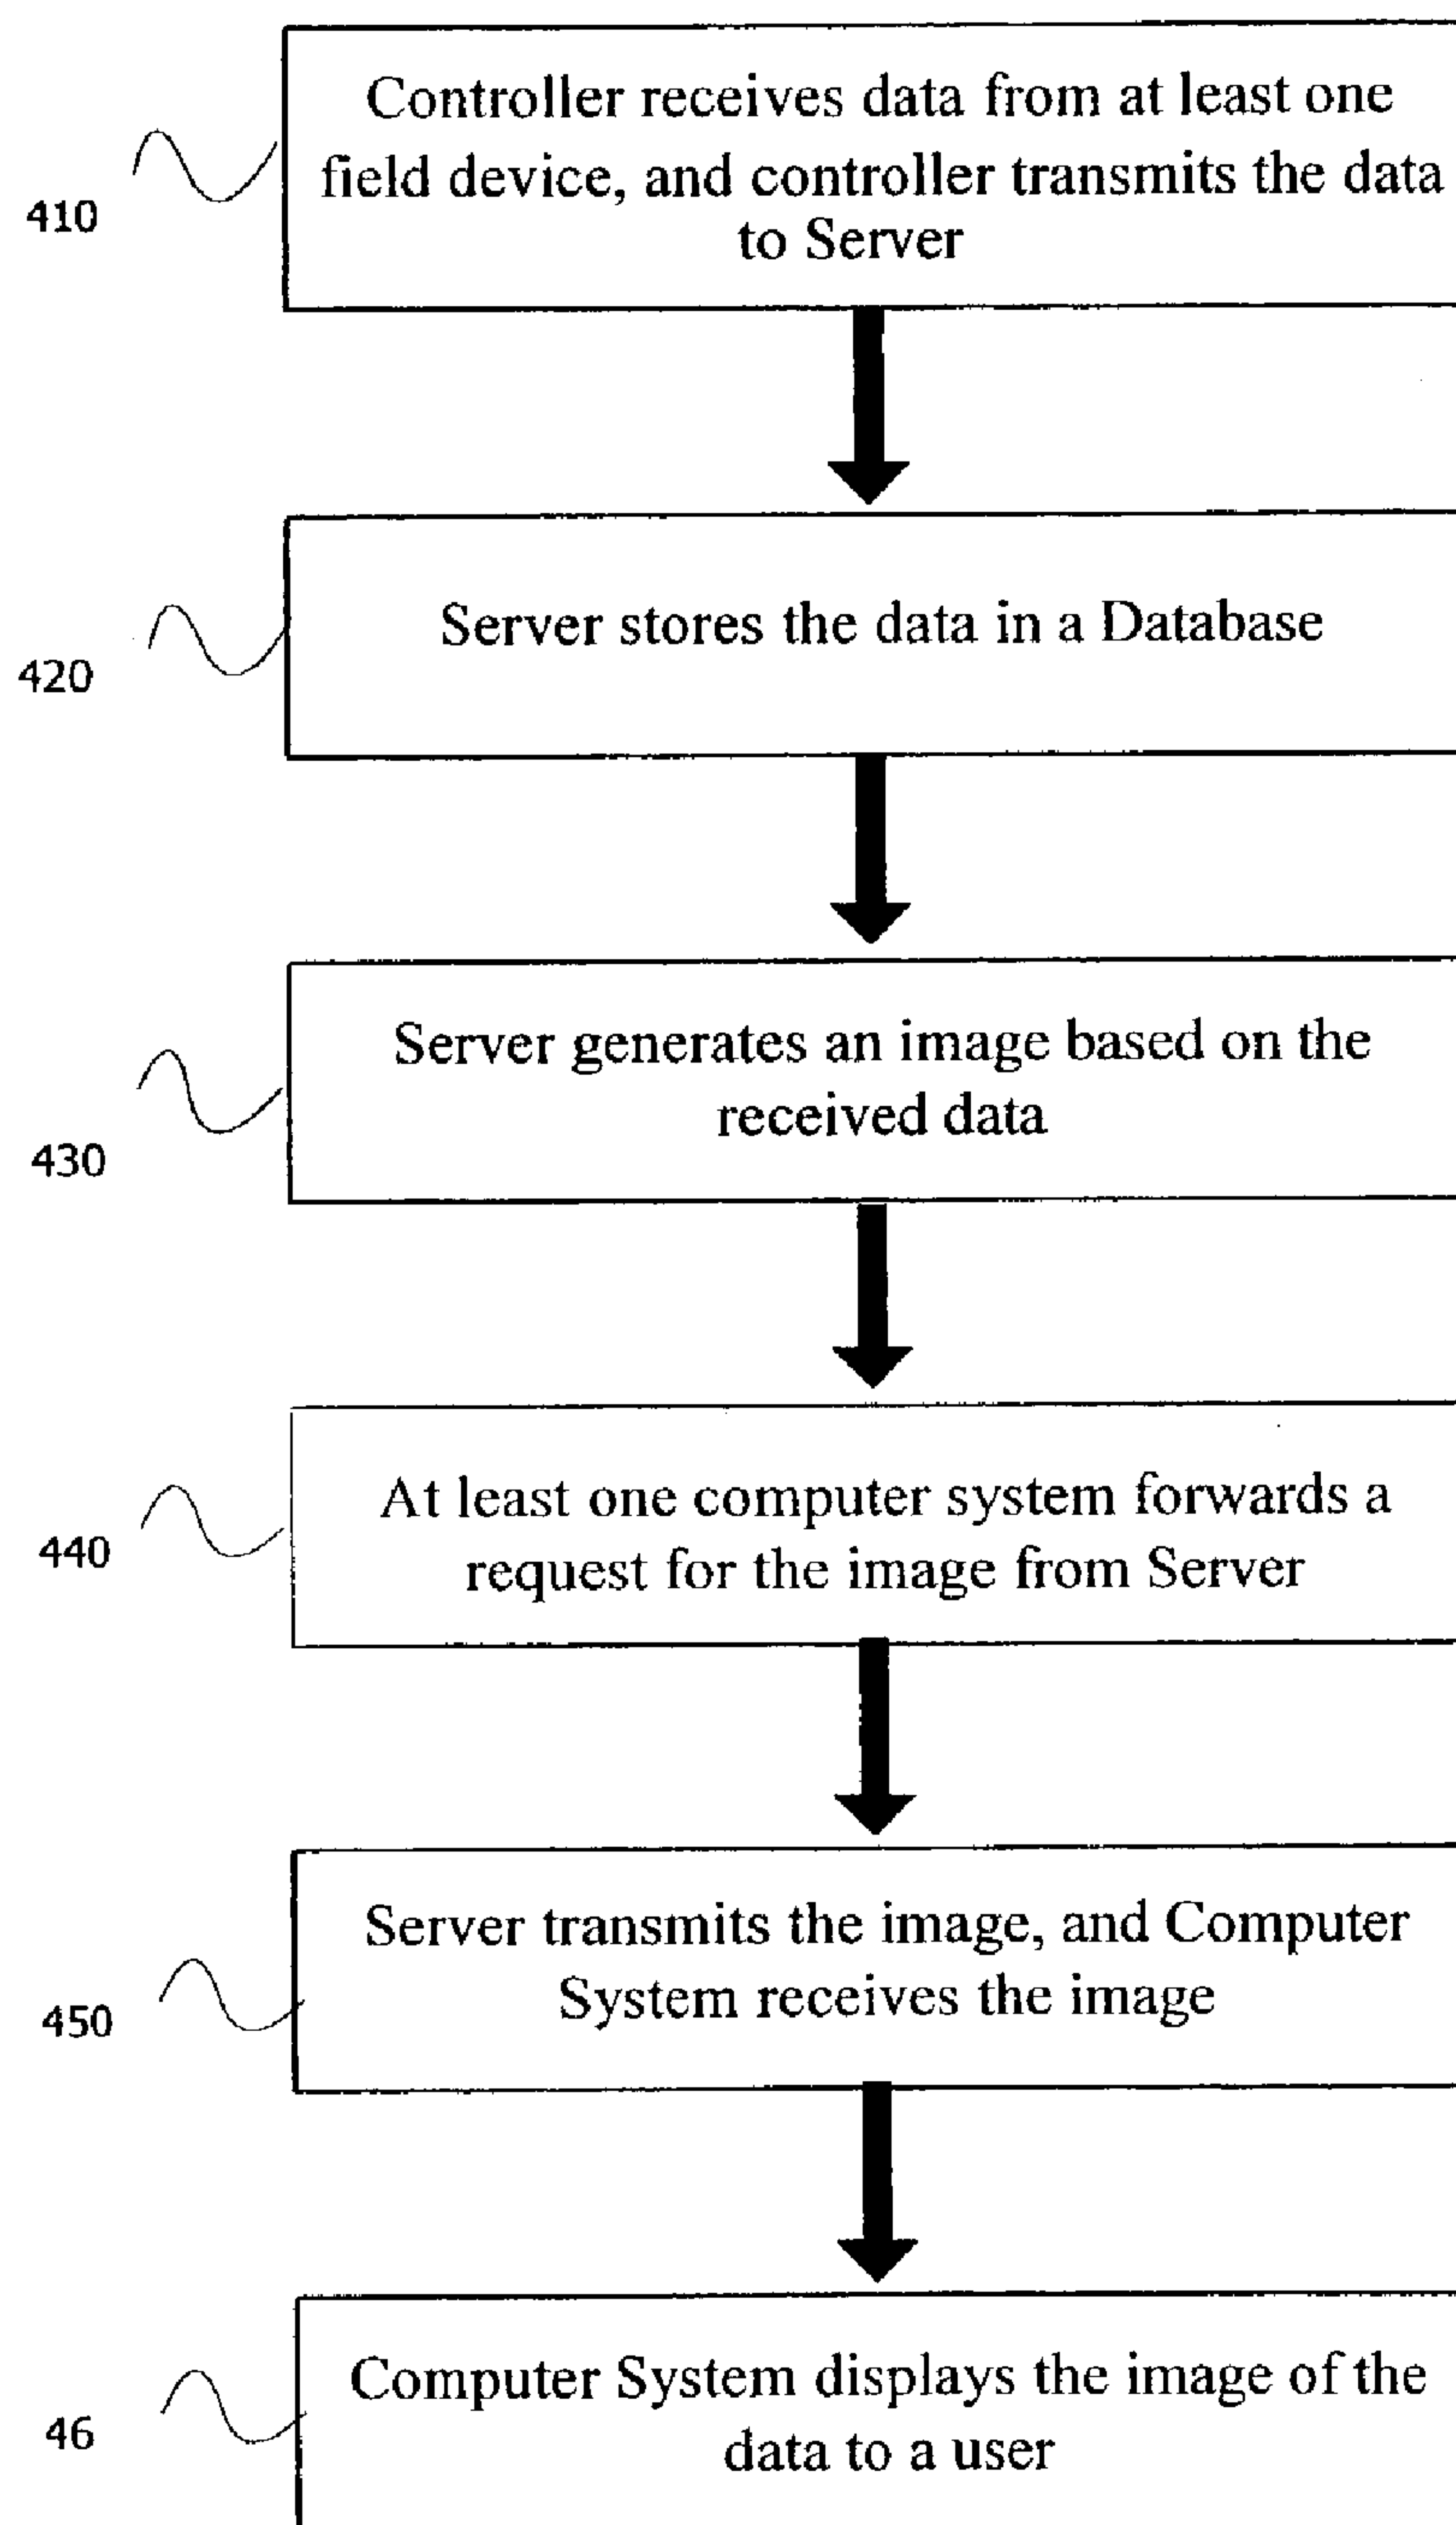 Controller receives data from at least one
field device, and controller transmits the data
to Server
410
Server stores the data in a Database
420
Server generates an image based on the
received data
430
At least one computer system forwards a
request for the image from Server
440
Server transmits the image, and Computer
System receives the image
450
Computer System displays the image of the
data to a user
46